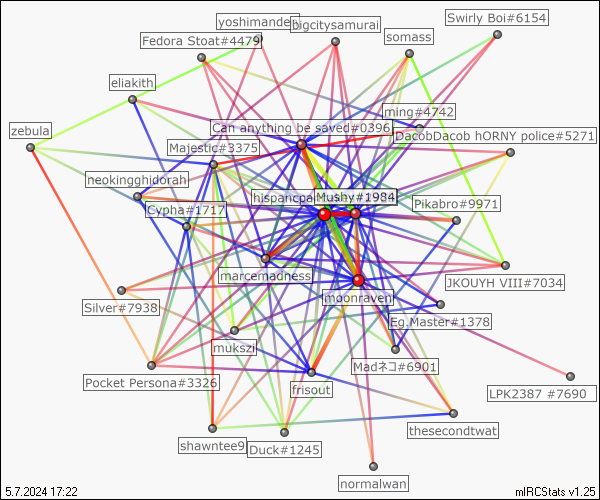 yoshimander
bigcitysamurai
Swirly Boi#6154
Fedora Stoat#4479
somass
eliakith
ming#4742
zebula
Can anything be saved#0396
DacobDacob hORNY police#5271
Majestic#3375
neokingghidorah
Mushy#1984
Pikabro#9971
Cypha#1717
marcemadness
JKOUYH VIII#7034
moonraven
Silver#7938
Eg.Master#1378
mukszi
Madネコ#6901
Pocket Persona#3326
frisout
LPK2387 #7690
thesecondtwat
shawntee9
Duck#1245
normalwan
5.7.2024 17:22
mIRCStats v1.25